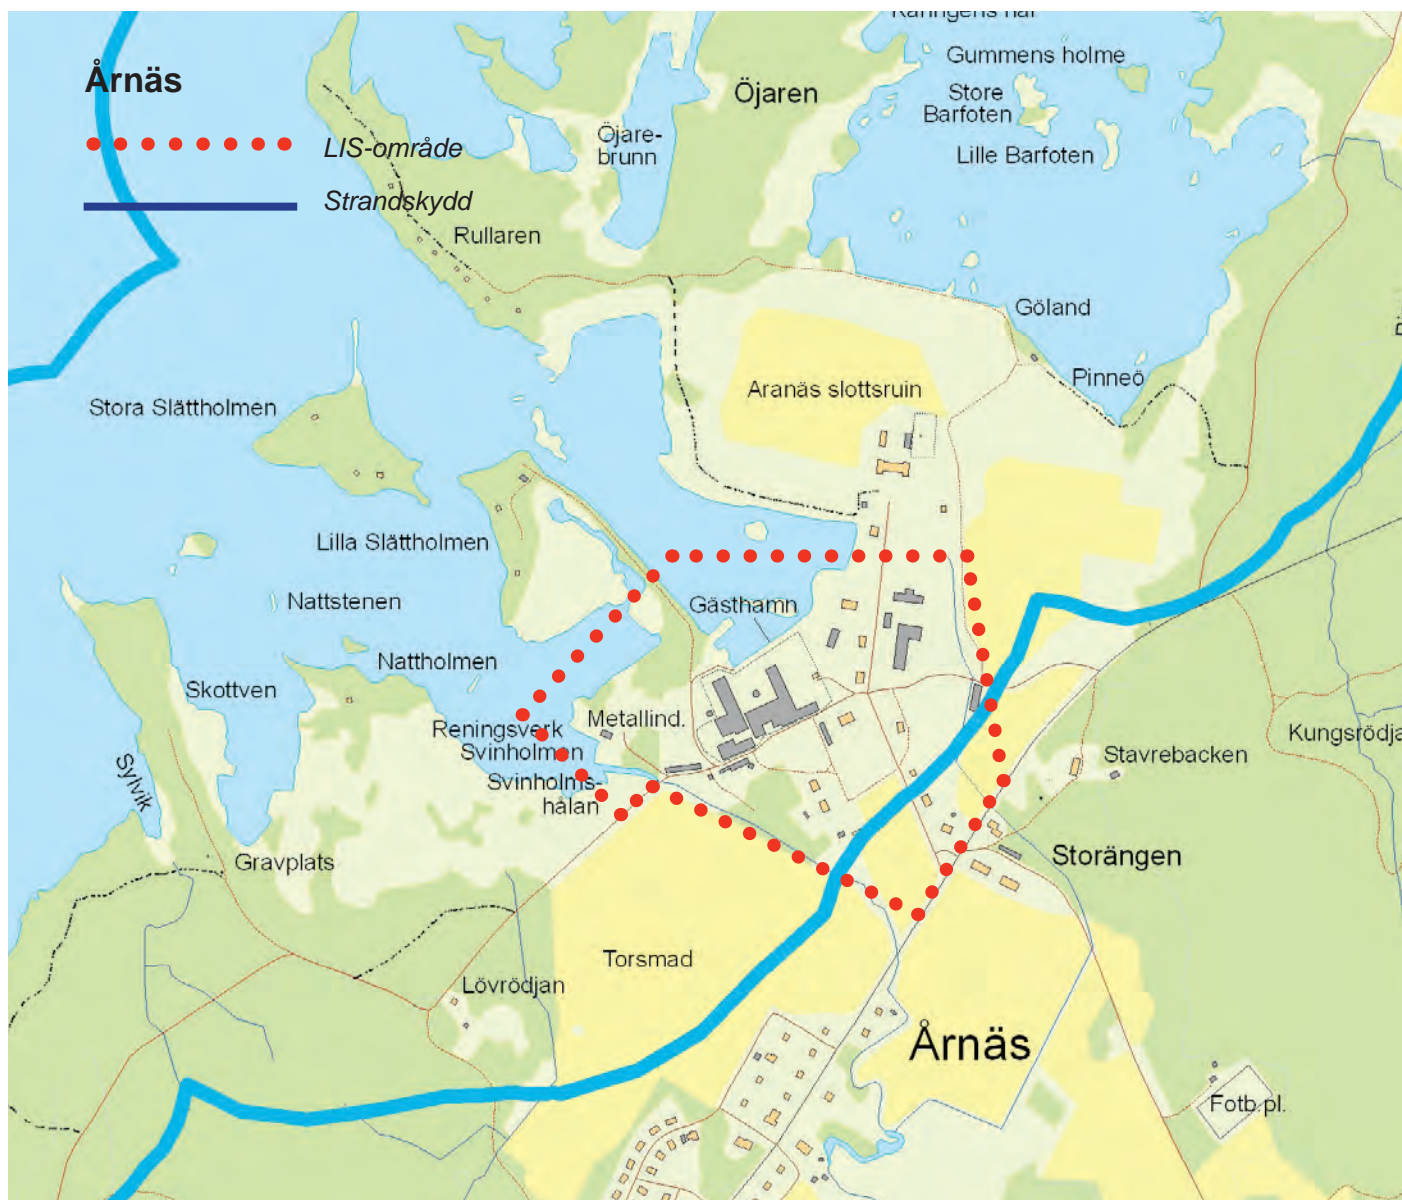 Årnäs
LIS-område
Strandskydd
Gummens holme
Store
Barfoten
Lille Barfoten
Öjaren
Öjare-
brunn
Rullaren
Göland
Pinneö
Aranäs slottsruin
Stora Slättholmen
Lilla Slättholmen
Nattstenen
Gästhamn
Nattholmen
Skottven
Reningsverk
Metallind.
Svinholmen
Svinholms-
hålan
Sylvik
Kungsrödja
Stavrebacken
Gravplats
Storängen
Torsmad
Lövrödjan
Årnäs
Fotb.pl.